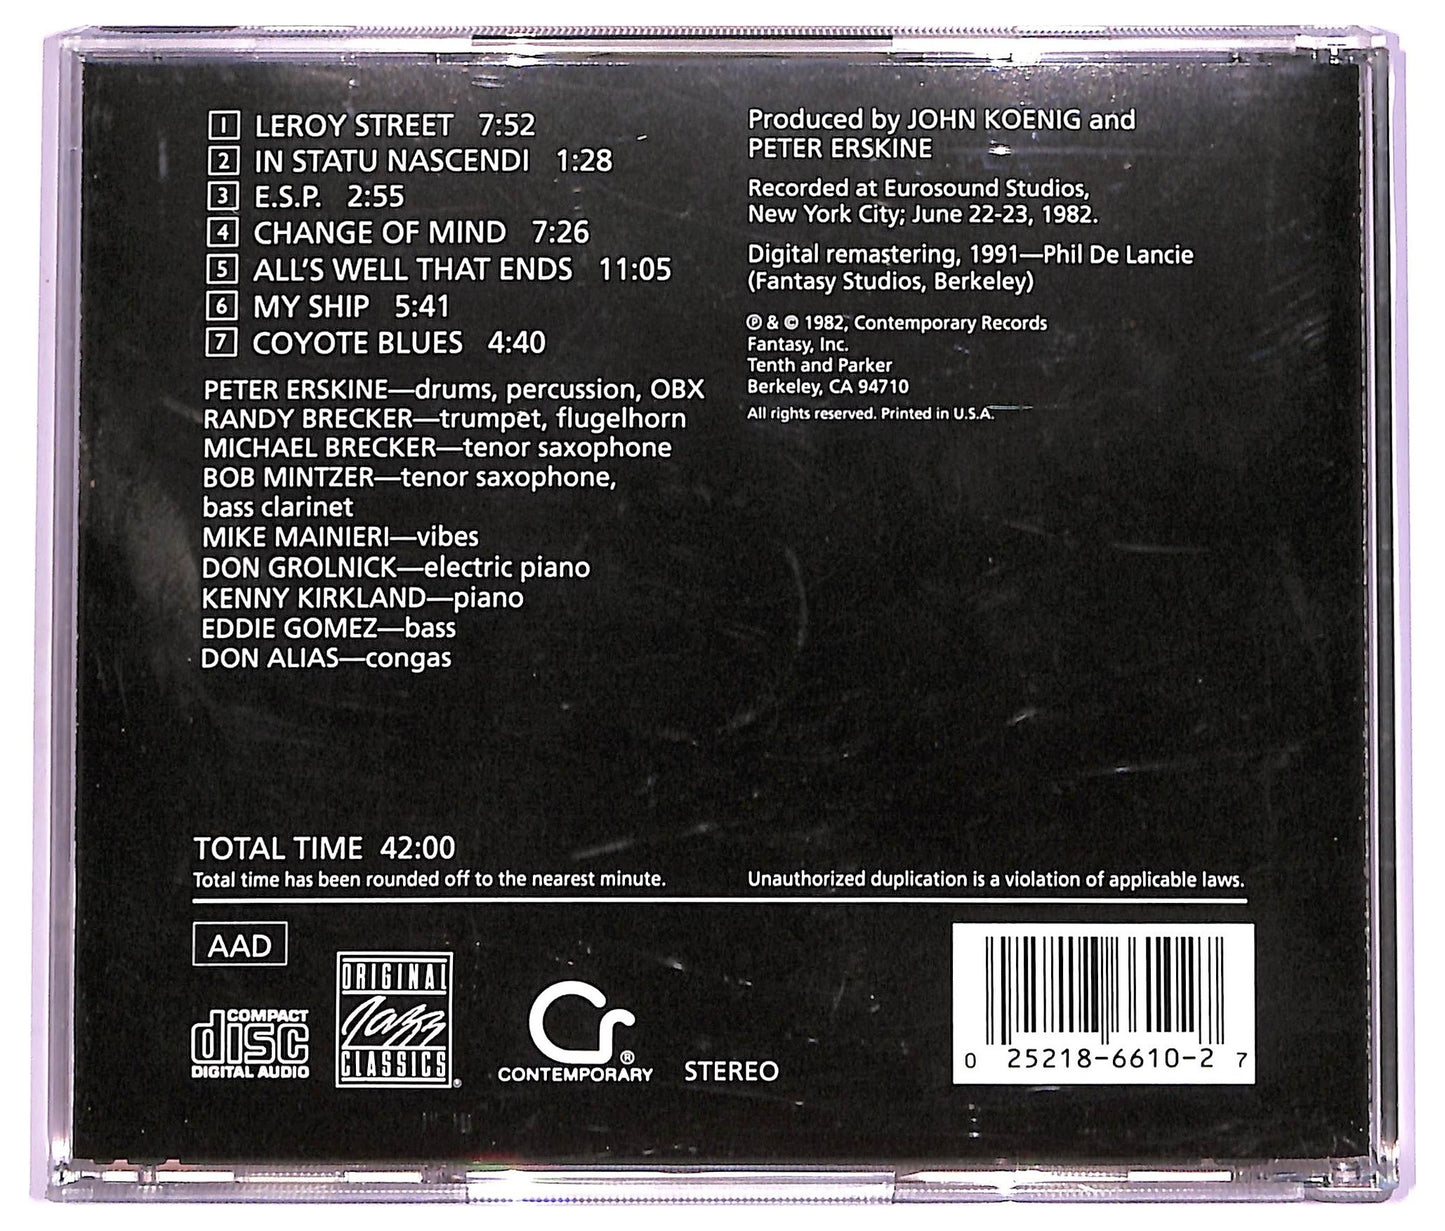 1 LEROY STREET 7:52
2 IN STATU NASCENDI 1:28
3 E.S.P. 2:55
4 CHANGE OF MIND 7:26
5 ALL'S WELL THAT ENDS 11:05
6 MY SHIP 5:41
7 COYOTE BLUES 4:40
PETER ERSKINE—drums, percussion, OBX
RANDY BRECKER—trumpet, flugelhorn
MICHAEL BRECKER—tenor saxophone
BOB MINTZER—tenor saxophone,
bass clarinet
MIKE MAINIERI—vibes
DON GROLNICK—electric piano
KENNY KIRKLAND—piano
EDDIE GOMEZ—bass
DON ALIAS—congas
Produced by JOHN KOENIG and
PETER ERSKINE
Recorded at Eurosound Studios,
New York City; June 22-23, 1982.
Digital remastering, 1991—Phil De Lancie
(Fantasy Studios, Berkeley)
℗ & © 1982, Contemporary Records
Fantasy, Inc.
Tenth and Parker
Berkeley, CA 94710
All rights reserved. Printed in U.S.A.
TOTAL TIME 42:00
Total time has been rounded off to the nearest minute.
Unauthorized duplication is a violation of applicable laws.
AAD
COMPACT
disc
DIGITAL AUDIO
ORIGINAL
Jazz
CLASSICS®
Cr®
CONTEMPORARY
STEREO
0 25218-6610-2 7